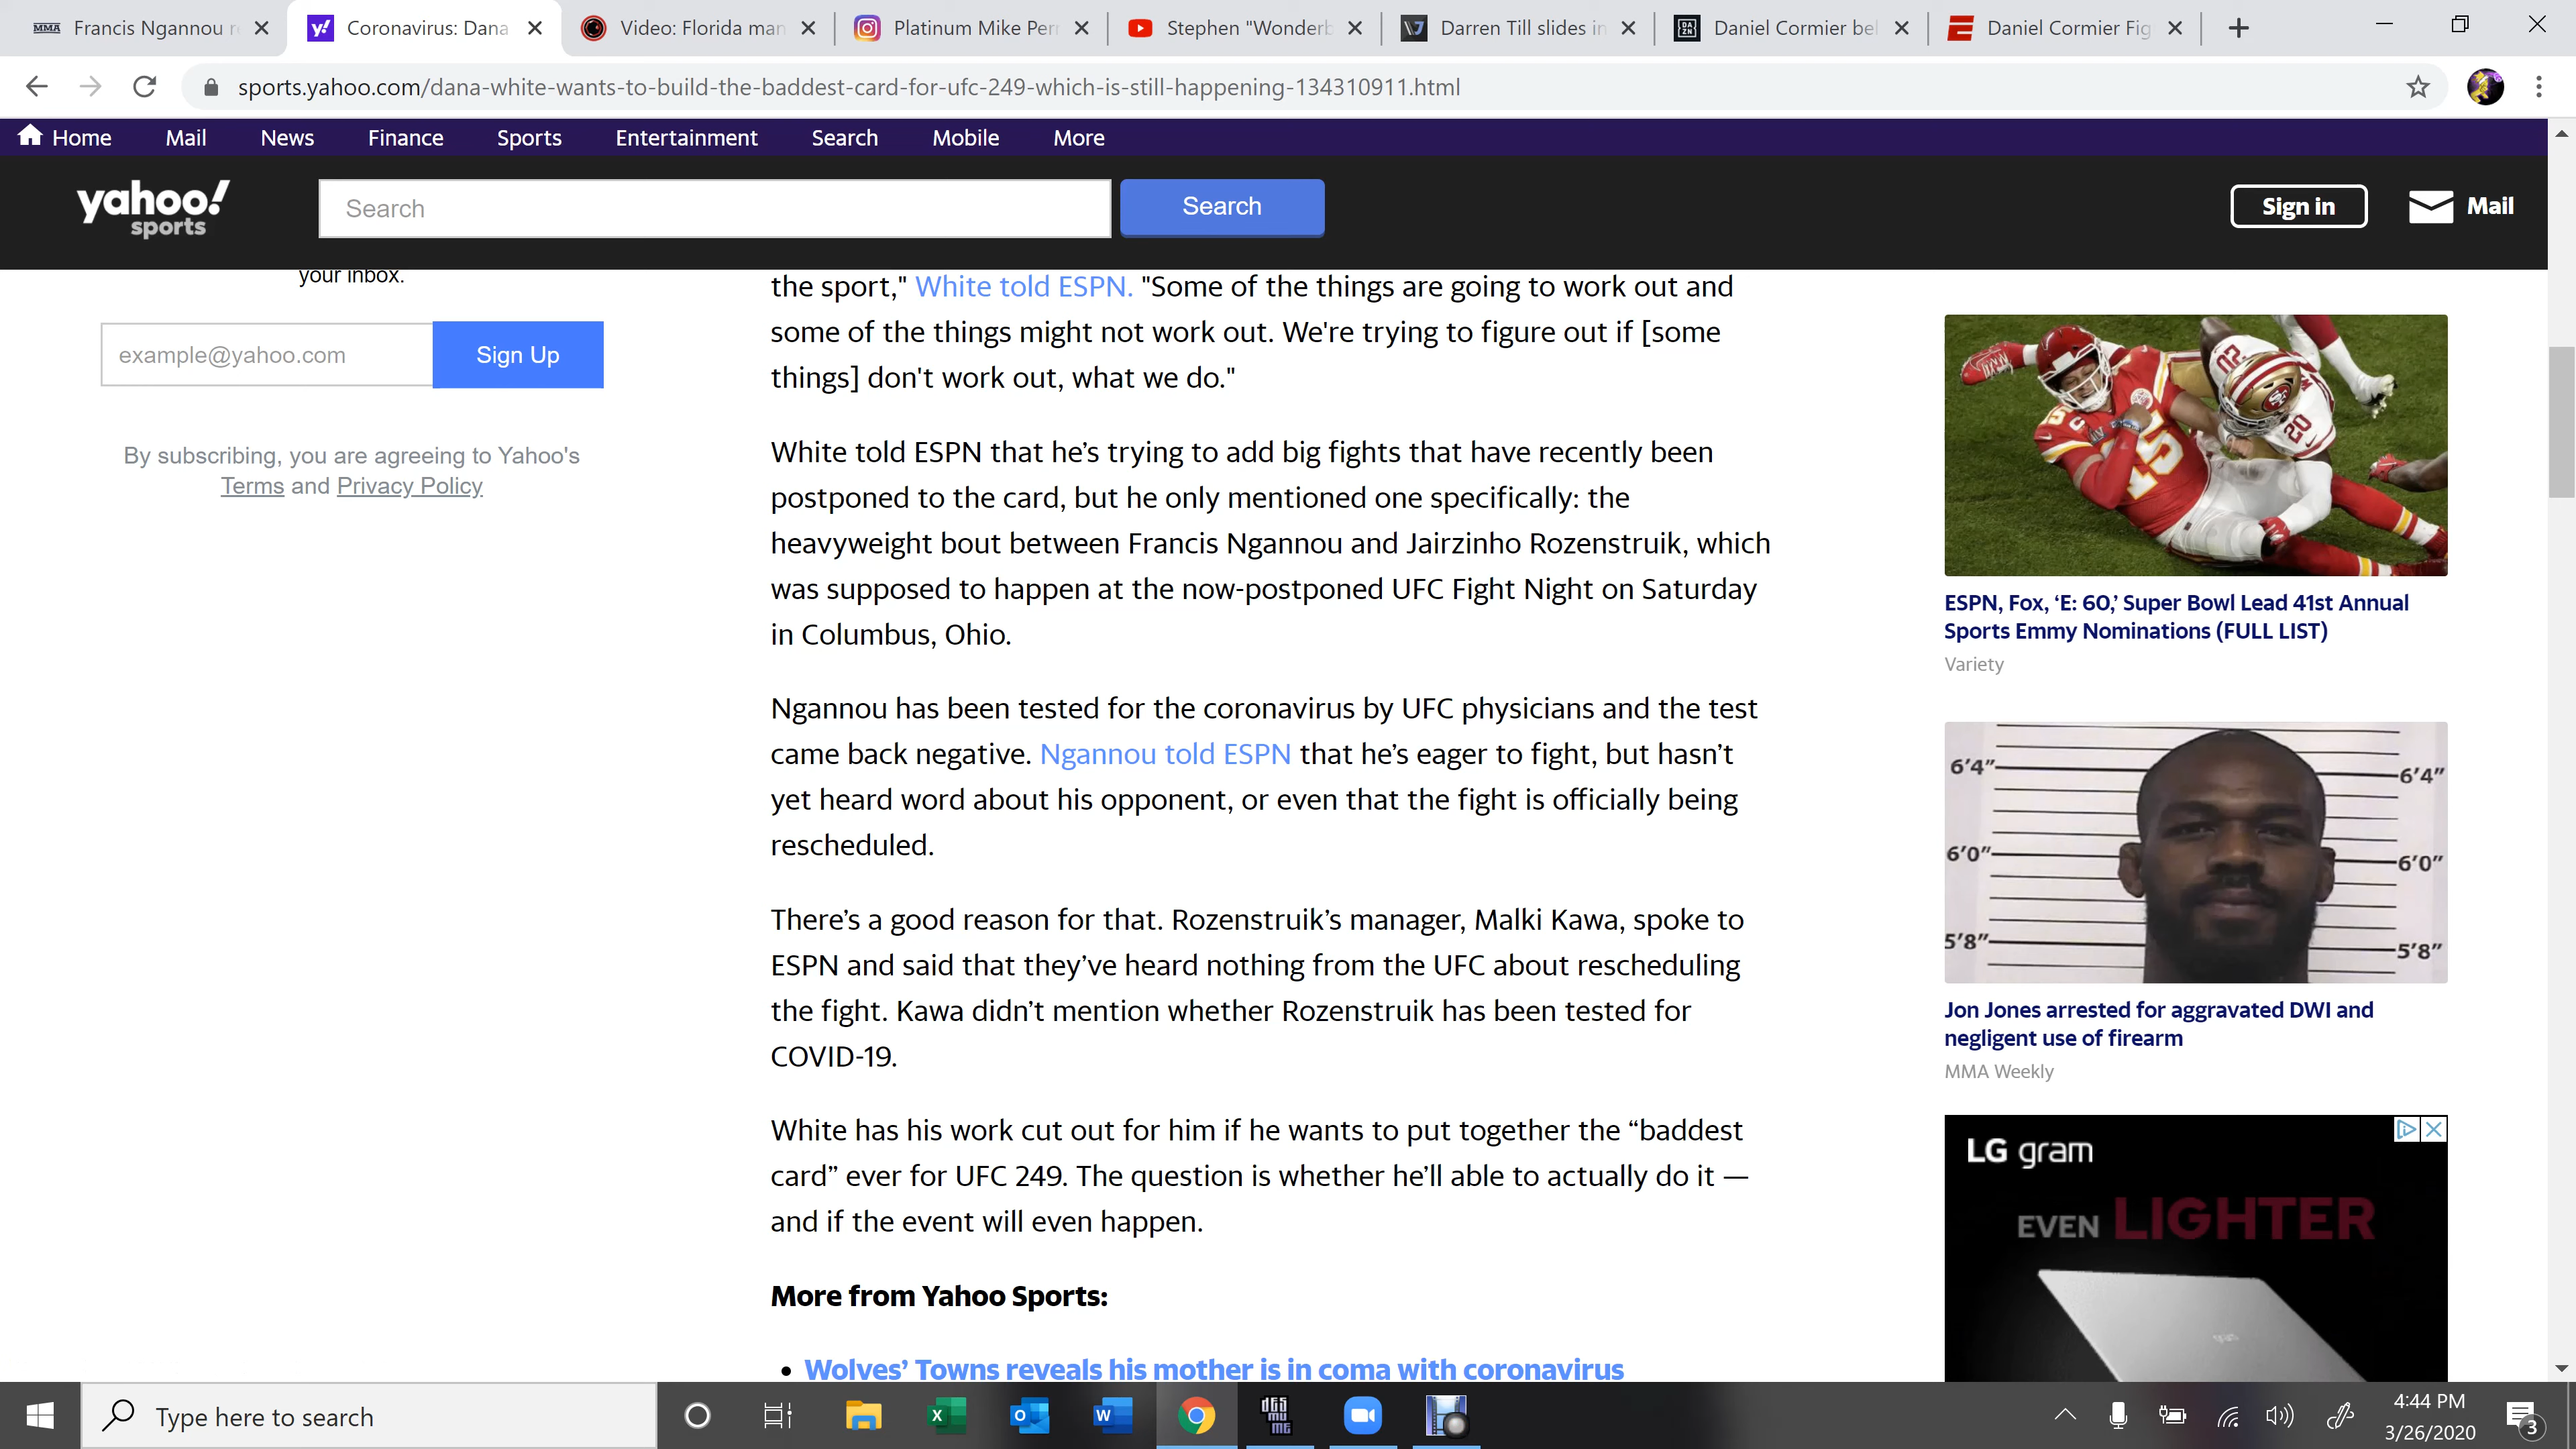 MMA Francis Ngannou r
Coronavirus: Dana
Video: Florida man
Platinum Mike Per
Stephen "Wonderb
Darren Till slides in
DAZN Daniel Cormier bel
Daniel Cormier Fig
sports.yahoo.com/dana-white-wants-to-build-the-baddest-card-for-ufc-249-which-is-still-happening-134310911.html
Home Mail News Finance Sports Entertainment Search Mobile More
yahoo!
sports
Search
Search
Sign in
Mail
your inbox.
example@yahoo.com
Sign Up
By subscribing, you are agreeing to Yahoo's
Terms and Privacy Policy
the sport," White told ESPN. "Some of the things are going to work out and
some of the things might not work out. We're trying to figure out if [some
things] don't work out, what we do."
White told ESPN that he’s trying to add big fights that have recently been
postponed to the card, but he only mentioned one specifically: the
heavyweight bout between Francis Ngannou and Jairzinho Rozenstruik, which
was supposed to happen at the now-postponed UFC Fight Night on Saturday
in Columbus, Ohio.
Ngannou has been tested for the coronavirus by UFC physicians and the test
came back negative. Ngannou told ESPN that he’s eager to fight, but hasn’t
yet heard word about his opponent, or even that the fight is officially being
rescheduled.
There’s a good reason for that. Rozenstruik’s manager, Malki Kawa, spoke to
ESPN and said that they’ve heard nothing from the UFC about rescheduling
the fight. Kawa didn’t mention whether Rozenstruik has been tested for
COVID-19.
White has his work cut out for him if he wants to put together the “baddest
card” ever for UFC 249. The question is whether he’ll able to actually do it —
and if the event will even happen.
More from Yahoo Sports:
• Wolves’ Towns reveals his mother is in coma with coronavirus
15
20
20
ESPN, Fox, ‘E: 60,’ Super Bowl Lead 41st Annual
Sports Emmy Nominations (FULL LIST)
Variety
6’4” 6’4”
6’0” 6’0”
5’8” 5’8”
Jon Jones arrested for aggravated DWI and
negligent use of firearm
MMA Weekly
LG gram
EVEN LIGHTER
Type here to search
DESMUME
4:44 PM
3/26/2020
3